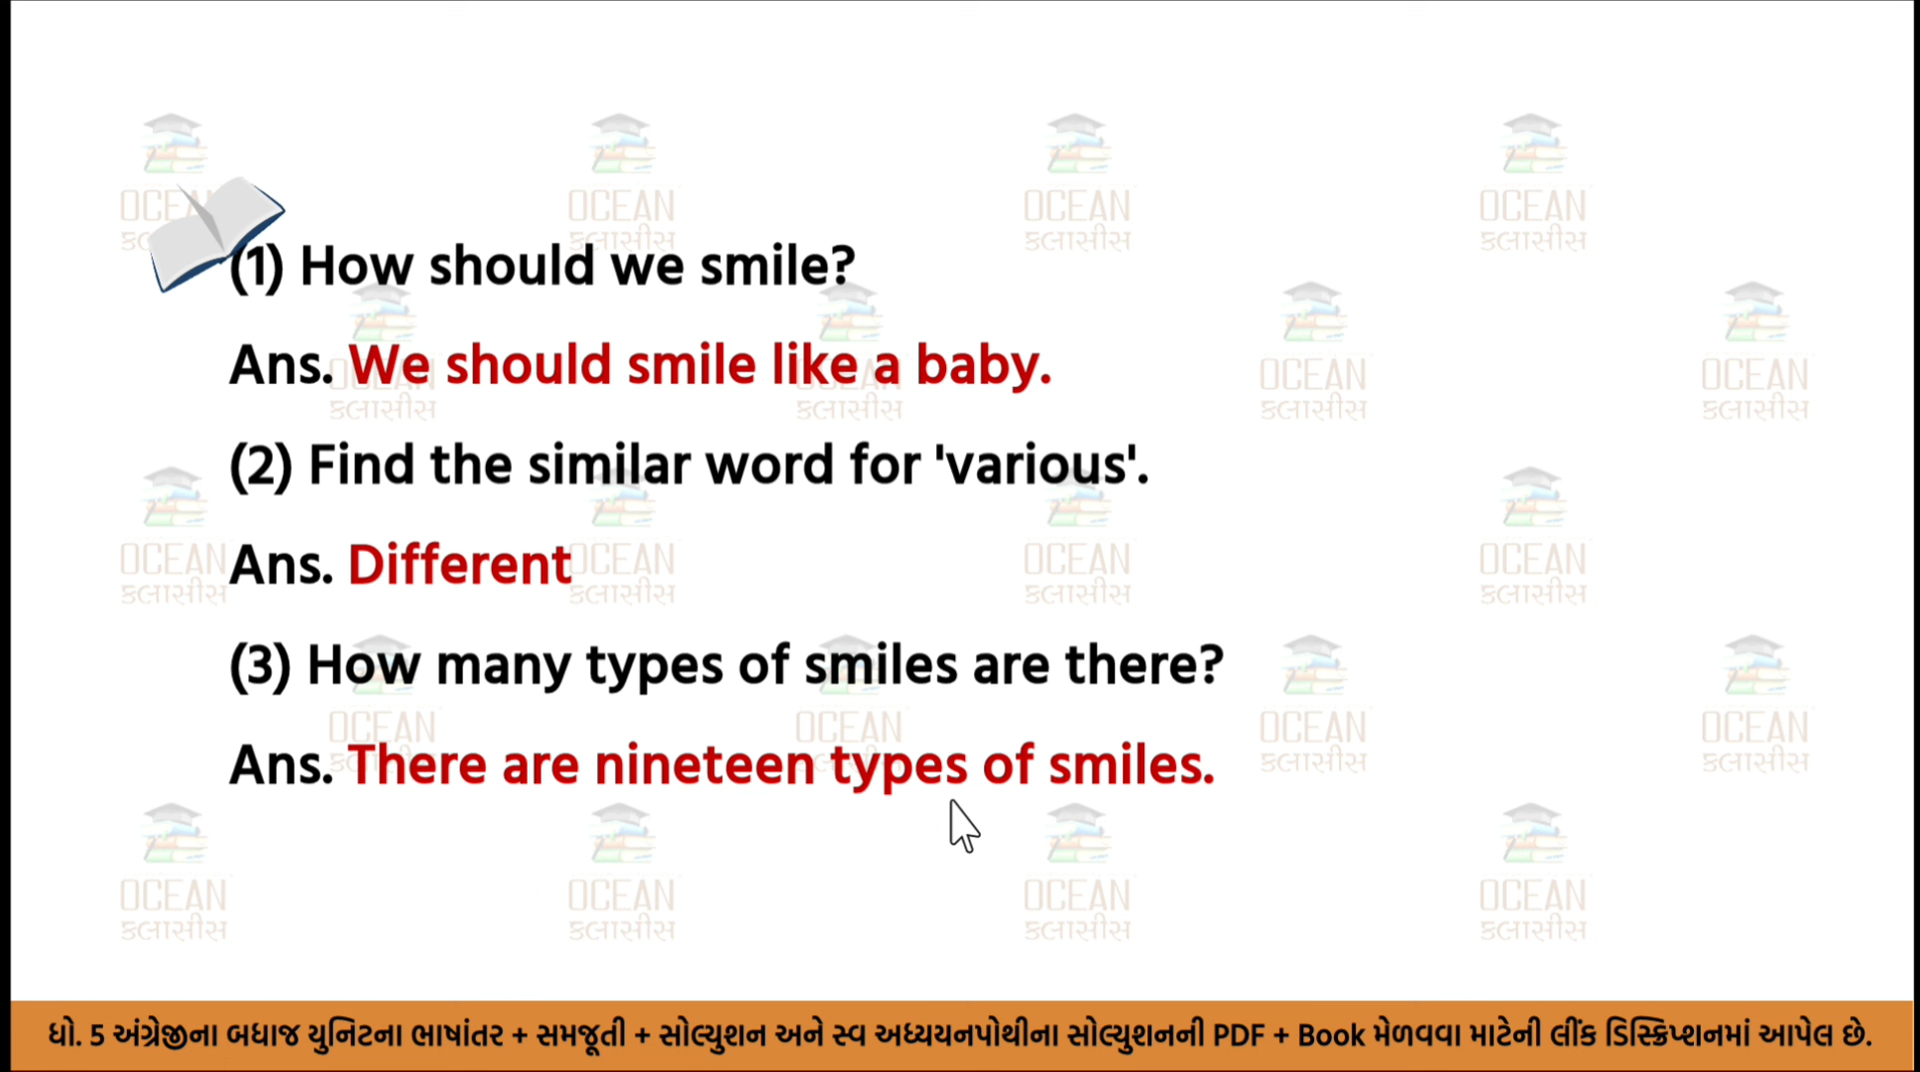 (1) How should we smile?
Ans. We should smile like a baby.
(2) Find the similar word for 'various'.
Ans. Different
(3) How many types of smiles are there?
Ans. There are nineteen types of smiles.
OCEAN
ક્લાસીસ
ધો. 5 અંગ્રેજીના બધાજ યુનિટના ભાષાંતર + સમજૂતી + સોલ્યુશન અને સ્વ અધ્યયનપોથીના સોલ્યુશનની PDF + Book મેળવવા માટેની લીંક ડિસ્ક્રિપ્શનમાં આપેલ છે.